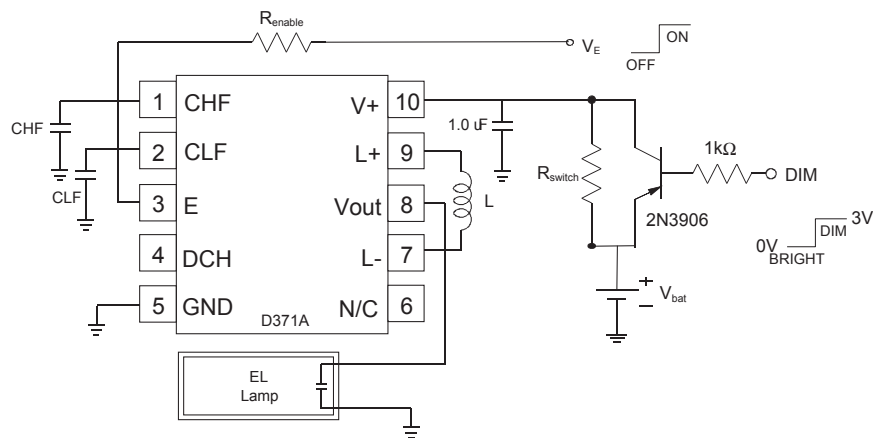 Renable
VE
ON
OFF
1 CHF
V+ 10
CHF
1.0 uF
2 CLF
L+ 9
1kΩ
DIM
CLF
Rswitch
3 E
Vout 8
L
2N3906
3V
DIM
0V
BRIGHT
4 DCH
L- 7
+
Vbat
–
5 GND
N/C 6
D371A
EL
Lamp